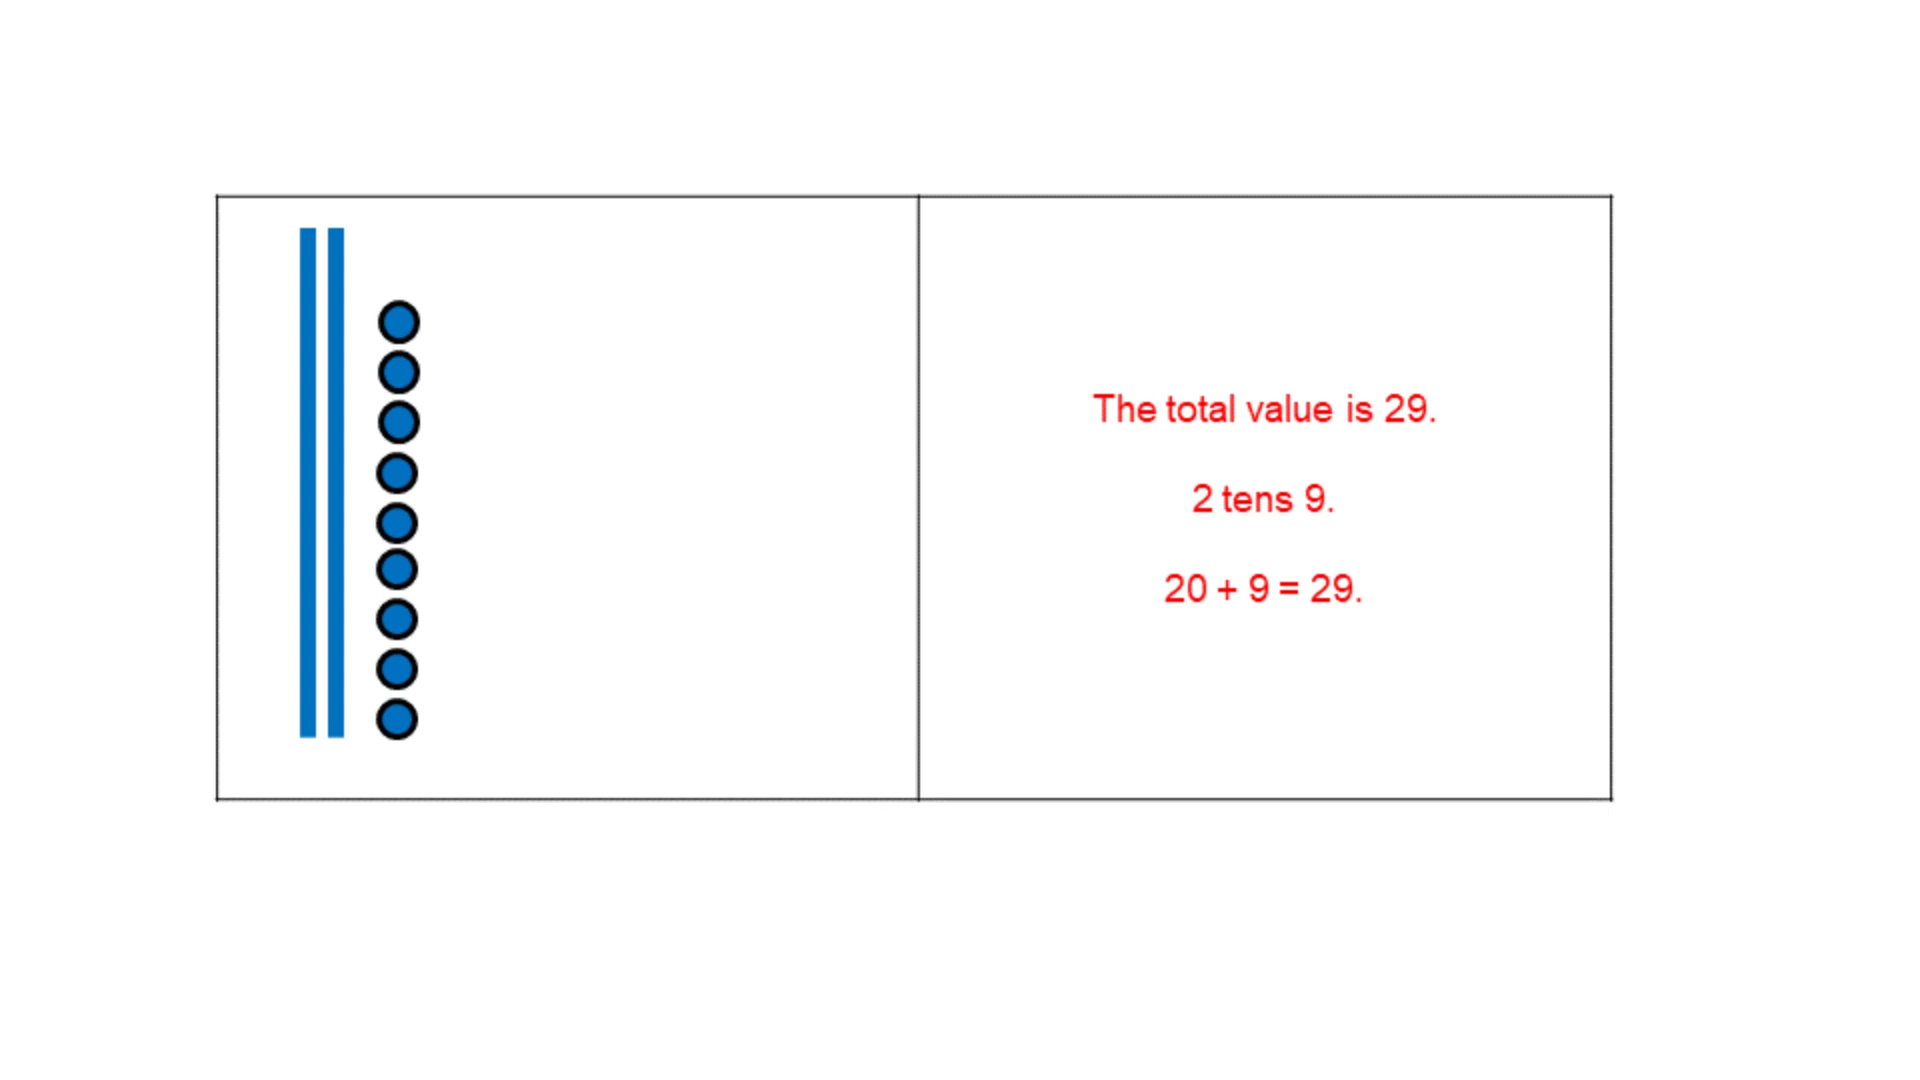 The total value is 29.
2 tens 9.
20 + 9 = 29.